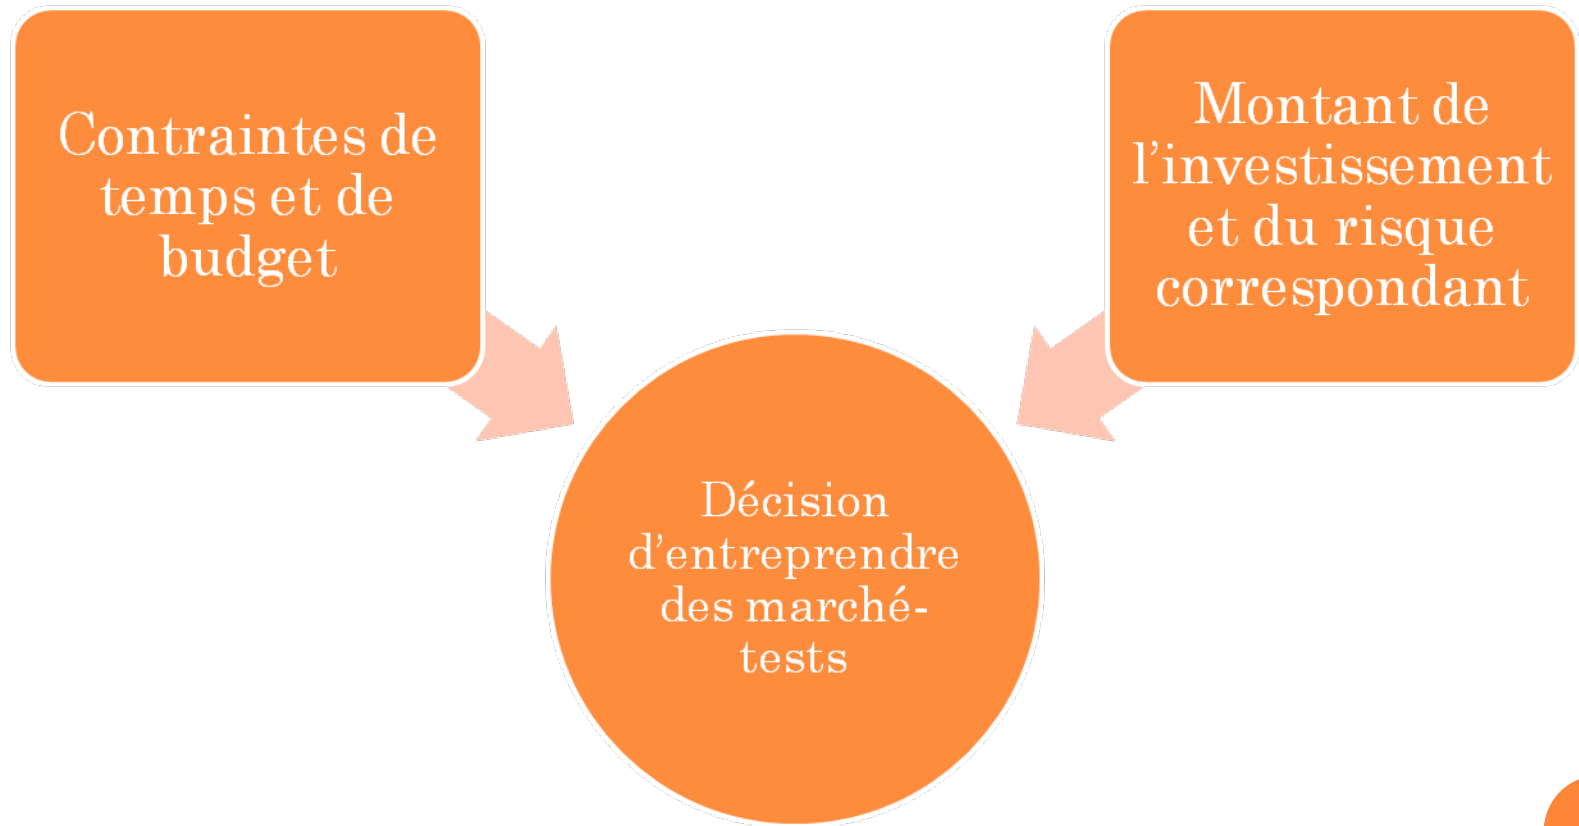 Contraintes de
temps et de
budget
Montant de
l’investissement
et du risque
correspondant
Décision
d’entreprendre
des marché-
tests